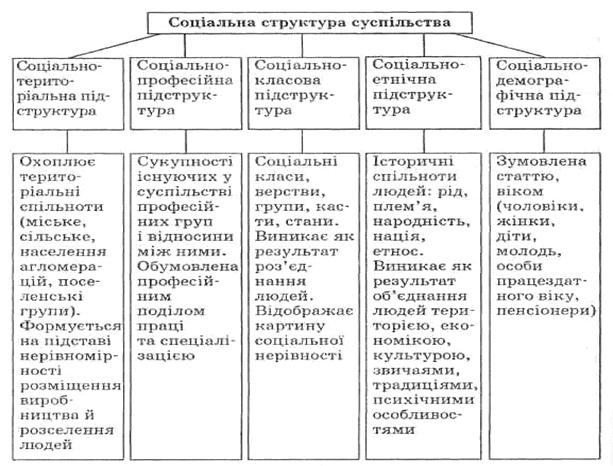 Соціальна структура суспільства
Соціально-
терито-
ріальна під-
структура
Соціально-
професійна
підструк-
тура
Соціально-
класова
підструк-
тура
Соціально-
етнічна
підструк-
тура
Соціально-
демогра-
фічна під-
структура
Охоплює
терито-
ріальні
спільноти
(міське,
сільське,
населення
агломера-
цій, посе-
ленські
групи).
Формується
на підставі
нерівномір-
ності
розміщення
вироб-
ництва й
розселення
людей
Сукупності
існуючих у
суспільстві
професій-
них груп
і відносини
між ними.
Обумовлена
професій-
ним
поділом
праці
та спеціалі-
зацією
Соціальні
класи,
верстви,
групи, кас-
ти, стани.
Виникає як
результат
роз’єд-
нання
людей.
Відображає
картину
соціальної
нерівності
Історичні
спільноти
людей: рід,
плем’я,
народність,
нація,
етнос.
Виникає як
результат
об’єднання
людей тери-
торією, еко-
номікою,
культурою,
звичаями,
традиціями,
психічними
особливос-
тями
Зумовлена
статтю,
віком
(чоловіки,
жінки,
діти,
молодь,
особи
працездат-
ного віку,
пенсіонери)